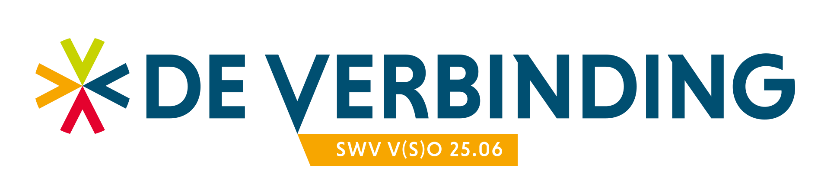 DE VERBINDING
SWV V(S)O 25.06